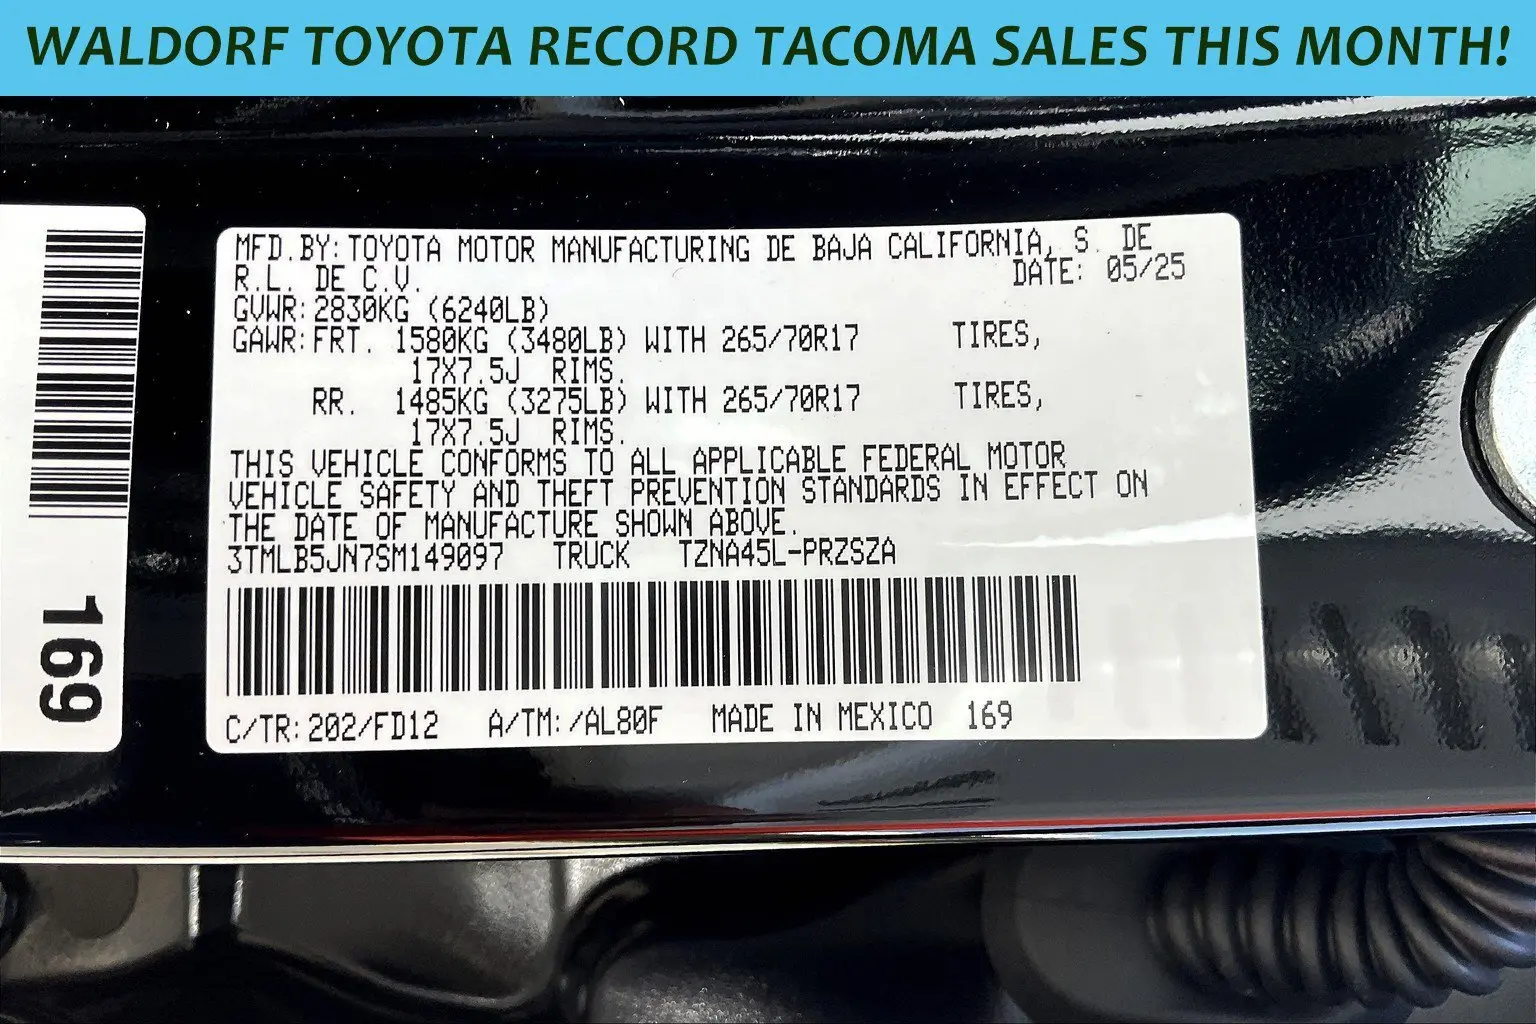 WALDORF TOYOTA RECORD TACOMA SALES THIS MONTH!
MFD.BY:TOYOTA MOTOR MANUFACTURING DE BAJA CALIFORNIA, S. DE
R.L. DE C.V. DATE: 05/25
GVWR:2830KG (6240LB)
GAWR:FRT. 1580KG (3480LB) WITH 265/70R17 TIRES,
17X7.5J RIMS.
RR. 1485KG (3275LB) WITH 265/70R17 TIRES,
17X7.5J RIMS.
THIS VEHICLE CONFORMS TO ALL APPLICABLE FEDERAL MOTOR
VEHICLE SAFETY AND THEFT PREVENTION STANDARDS IN EFFECT ON
THE DATE OF MANUFACTURE SHOWN ABOVE.
3TMLB5JN7SM149097 TRUCK TZNA45L-PRZSZA
C/TR:202/FD12 A/TM:/AL80F MADE IN MEXICO 169
169